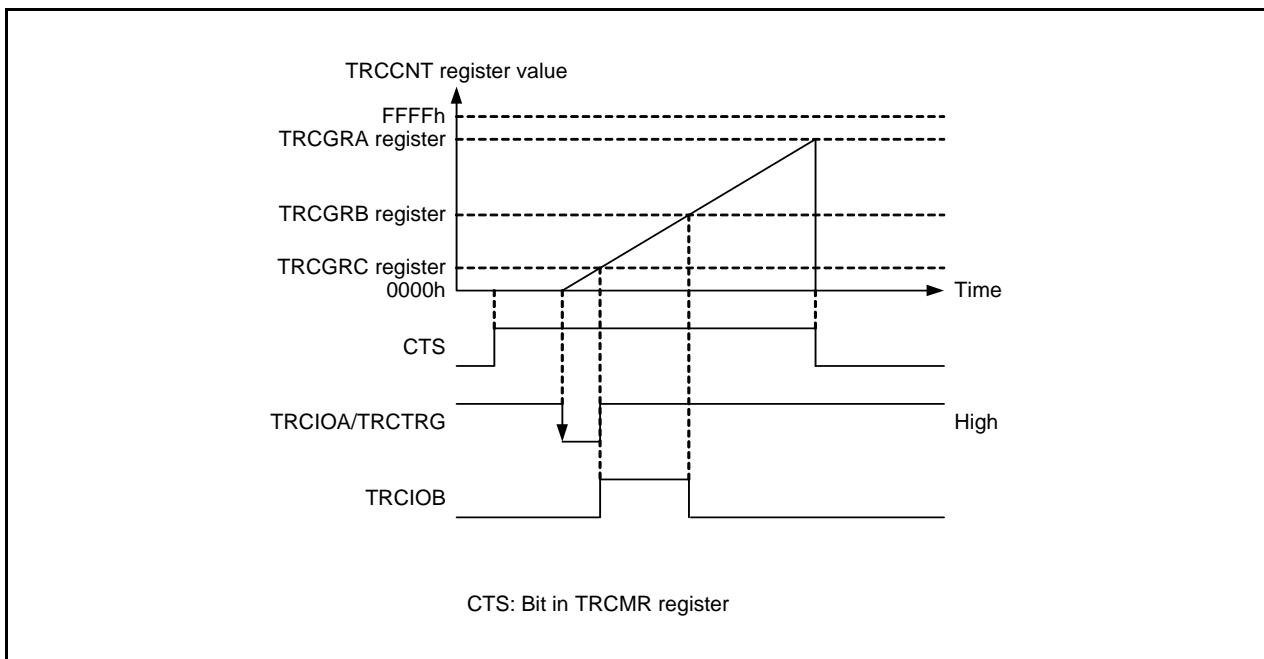 TRCCNT register value
FFFFh
TRCGRA register
TRCGRB register
TRCGRC register
0000h
Time
CTS
TRCIOA/TRCTRG
High
TRCIOB
CTS: Bit in TRCMR register